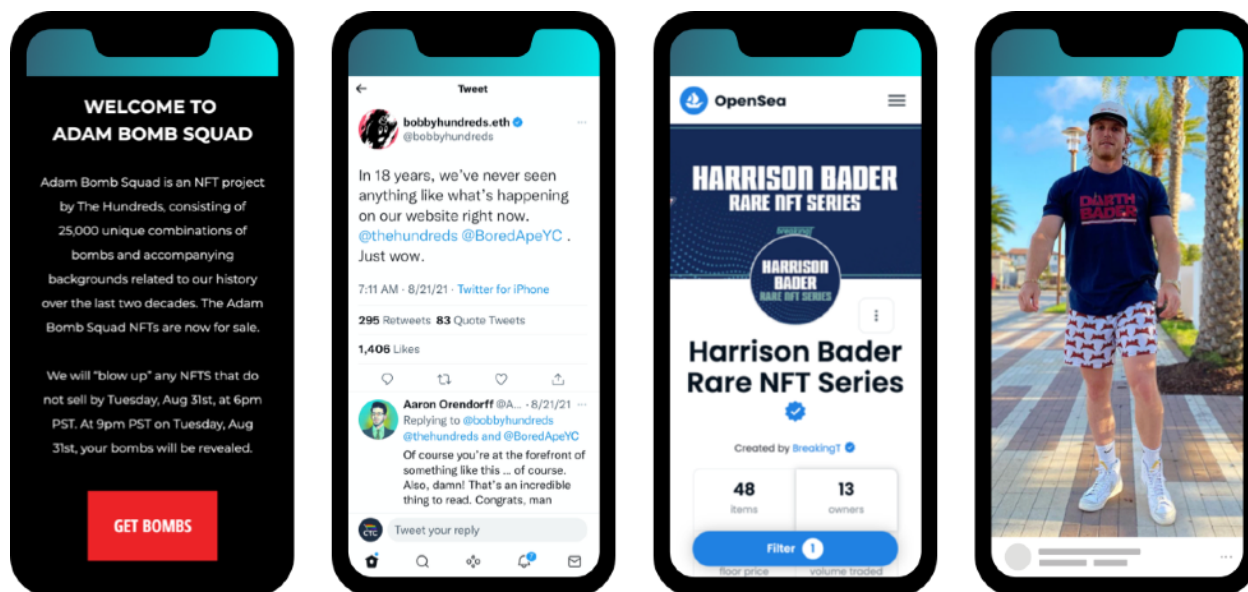 WELCOME TO
ADAM BOMB SQUAD
Adam Bomb Squad is an NFT project
by The Hundreds, consisting of
25,000 unique combinations of
bombs and accompanying
backgrounds related to our history
over the last two decades. The Adam
Bomb Squad NFTs are now for sale.
We will "blow up" any NFTS that do
not sell by Tuesday, Aug 31st, at 6pm
PST. At 9pm PST on Tuesday, Aug
31st, your bombs will be revealed.
GET BOMBS
Tweet
bobbyhundreds.eth
@bobbyhundreds
In 18 years, we've never seen
anything like what's happening
on our website right now.
@thehundreds @BoredApeYC .
Just wow.
7:11 AM · 8/21/21 · Twitter for iPhone
295 Retweets 83 Quote Tweets
1,406 Likes
Aaron Orendorff @A... · 8/21/21
Replying to @bobbyhundreds
@thehundreds and @BoredApeYC
Of course you're at the forefront of
something like this ... of course.
Also, damn! That's an incredible
thing to read. Congrats, man
CTC
Tweet your reply
OpenSea
HARRISON BADER
RARE NFT SERIES
BreakingT
HARRISON
BADER
RARE NFT SERIES
Harrison Bader
Rare NFT Series
Created by BreakingT
48
items
13
owners
Filter 1
floor price
volume traded
DARTH
BADER